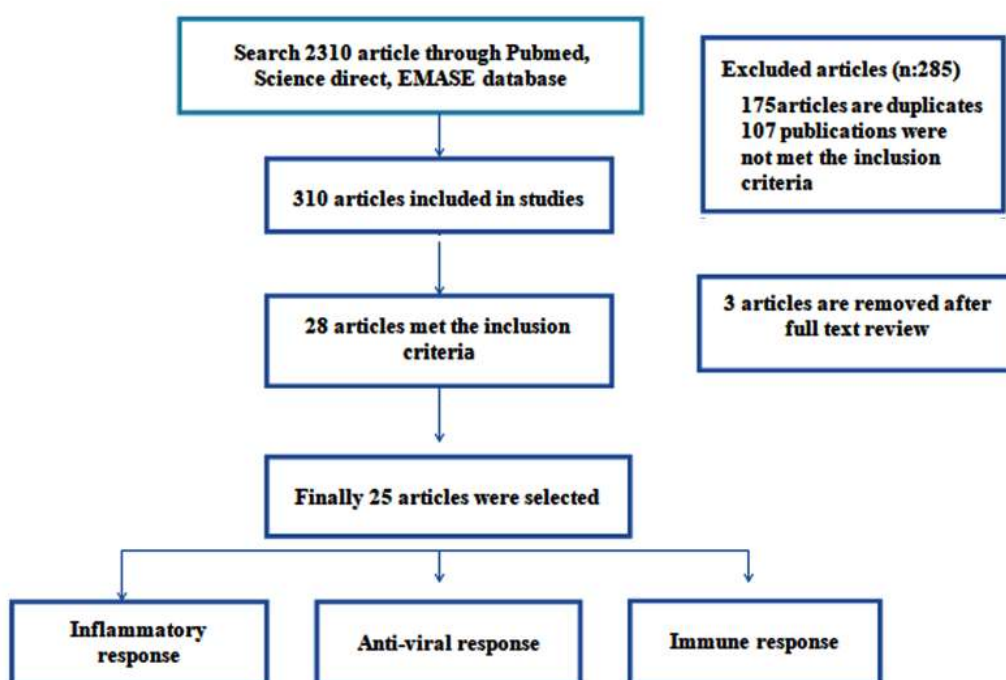 Search 2310 article through Pubmed,
Science direct, EMASE database
Excluded articles (n:285)
175articles are duplicates
107 publications were
not met the inclusion
criteria
310 articles included in studies
28 articles met the inclusion
criteria
3 articles are removed after
full text review
Finally 25 articles were selected
Inflammatory
response
Anti-viral response
Immune response